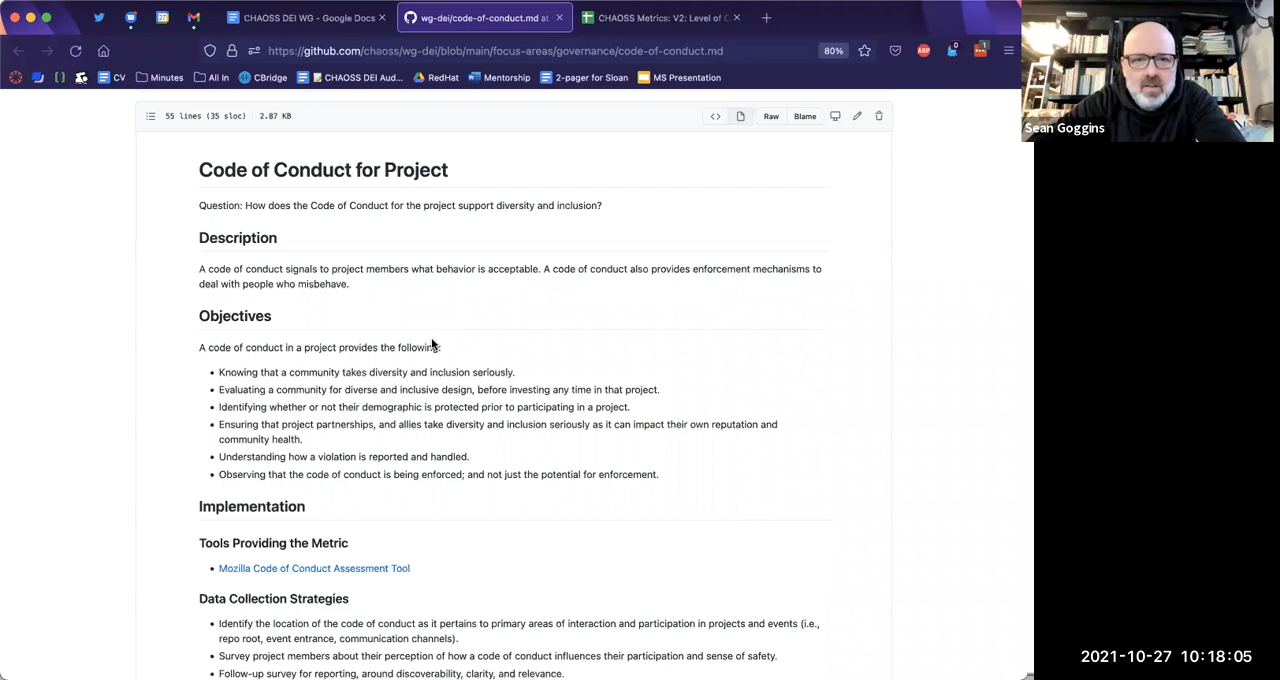 CHAOSS DEI WG - Google Docs
wg-dei/code-of-conduct.md at
CHAOSS Metrics: V2: Level of C
https://github.com/chaoss/wg-dei/blob/main/focus-areas/governance/code-of-conduct.md
80%
ABP
0
1
CV
Minutes
All In
CBridge
CHAOSS DEI Aud...
RedHat
Mentorship
2-pager for Sloan
MS Presentation
Sean Goggins
55 lines (35 sloc)
2.87 KB
Raw
Blame
Code of Conduct for Project
Question: How does the Code of Conduct for the project support diversity and inclusion?
Description
A code of conduct signals to project members what behavior is acceptable. A code of conduct also provides enforcement mechanisms to
deal with people who misbehave.
Objectives
A code of conduct in a project provides the following:
• Knowing that a community takes diversity and inclusion seriously.
• Evaluating a community for diverse and inclusive design, before investing any time in that project.
• Identifying whether or not their demographic is protected prior to participating in a project.
• Ensuring that project partnerships, and allies take diversity and inclusion seriously as it can impact their own reputation and
community health.
• Understanding how a violation is reported and handled.
• Observing that the code of conduct is being enforced; and not just the potential for enforcement.
Implementation
Tools Providing the Metric
• Mozilla Code of Conduct Assessment Tool
Data Collection Strategies
• Identify the location of the code of conduct as it pertains to primary areas of interaction and participation in projects and events (i.e.,
repo root, event entrance, communication channels).
• Survey project members about their perception of how a code of conduct influences their participation and sense of safety.
• Follow-up survey for reporting, around discoverability, clarity, and relevance.
2021-10-27 10:18:05